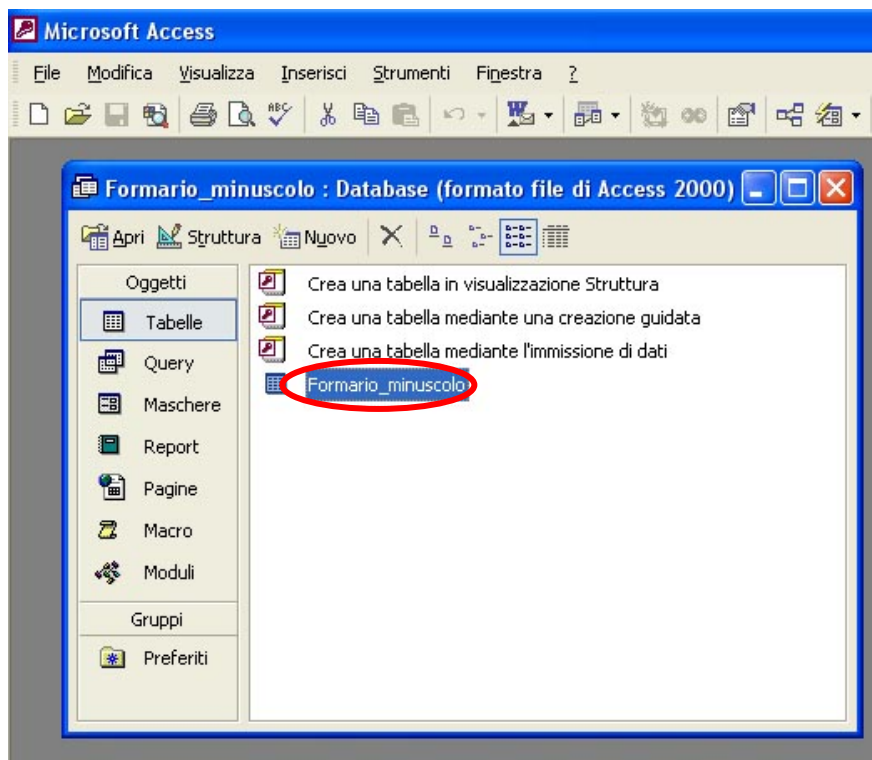 Microsoft Access
File Modifica Visualizza Inserisci Strumenti Finestra ?
ABC
Formario_minuscolo : Database (formato file di Access 2000)
Apri Struttura Nuovo
Oggetti
Tabelle
Query
Maschere
Report
Pagine
Macro
Moduli
Gruppi
Preferiti
Crea una tabella in visualizzazione Struttura
Crea una tabella mediante una creazione guidata
Crea una tabella mediante l'immissione di dati
Formario_minuscolo